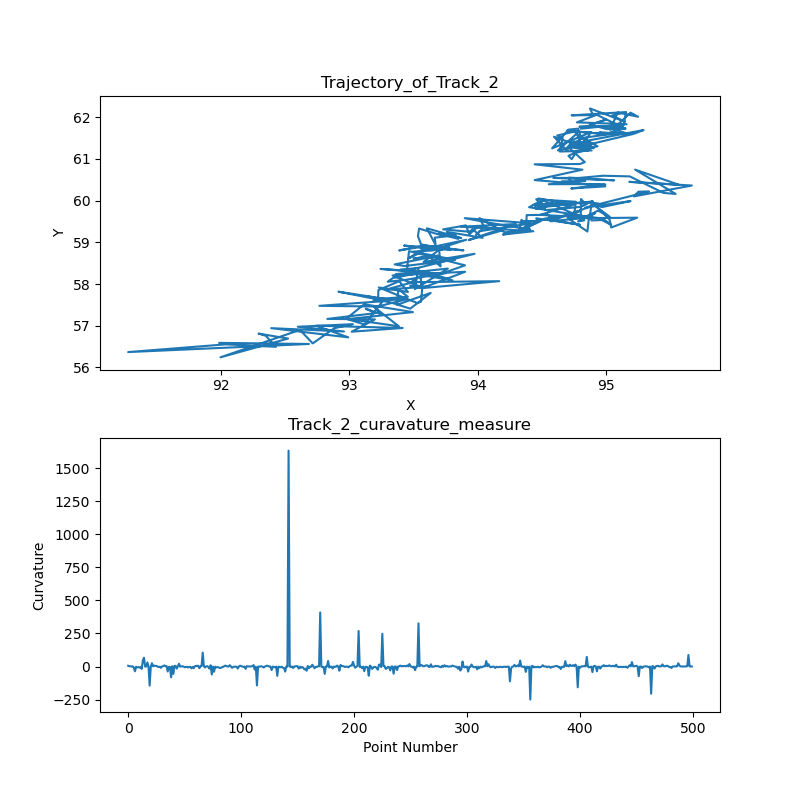 Trajectory_of_Track_2
62
61
60
59
58
57
56
Y
92 93 94 95
X
Track_2_curavature_measure
1500
1250
1000
750
500
250
0
−250
Curvature
0 100 200 300 400 500
Point Number